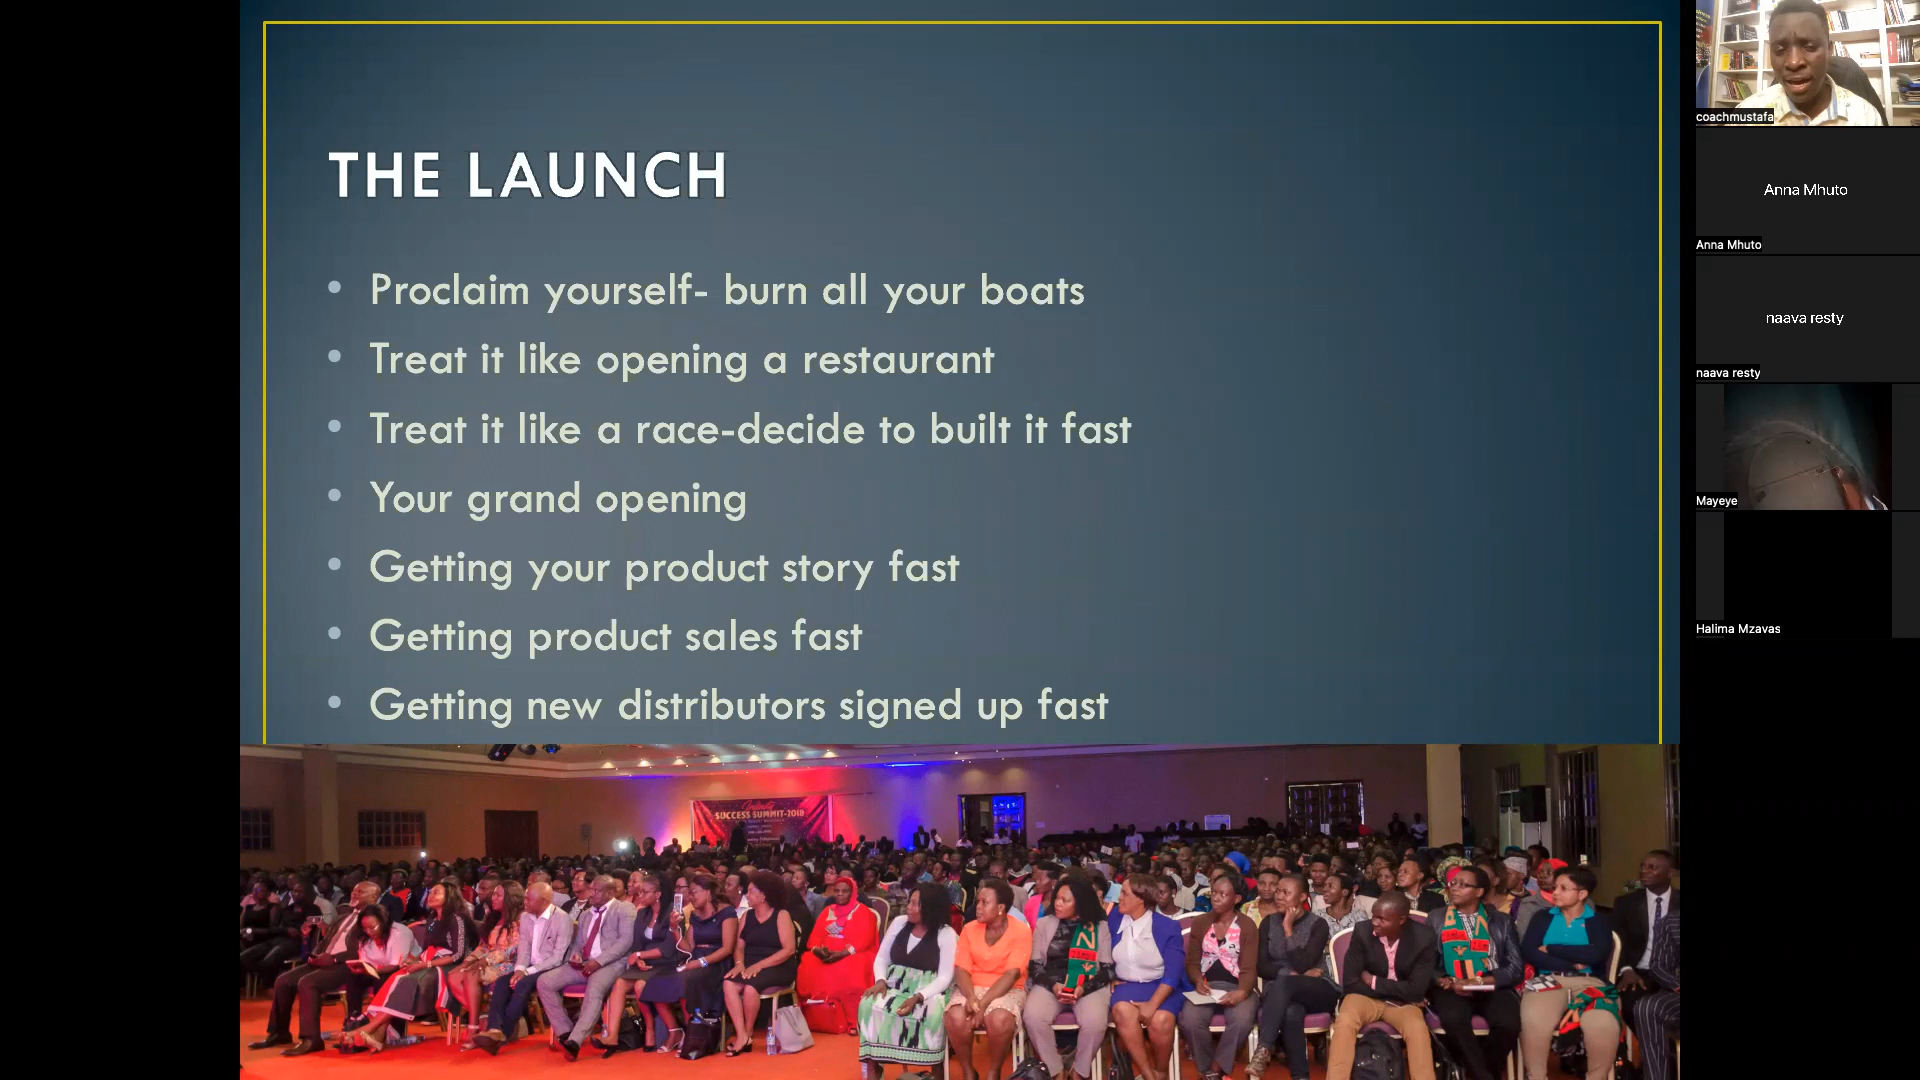 THE LAUNCH
• Proclaim yourself- burn all your boats
• Treat it like opening a restaurant
• Treat it like a race-decide to built it fast
• Your grand opening
• Getting your product story fast
• Getting product sales fast
• Getting new distributors signed up fast
SUCCESS SUMMIT-2018
coachmustafa
Anna Mhuto
Anna Mhuto
naava resty
naava resty
Mayeye
Halima Mzavas